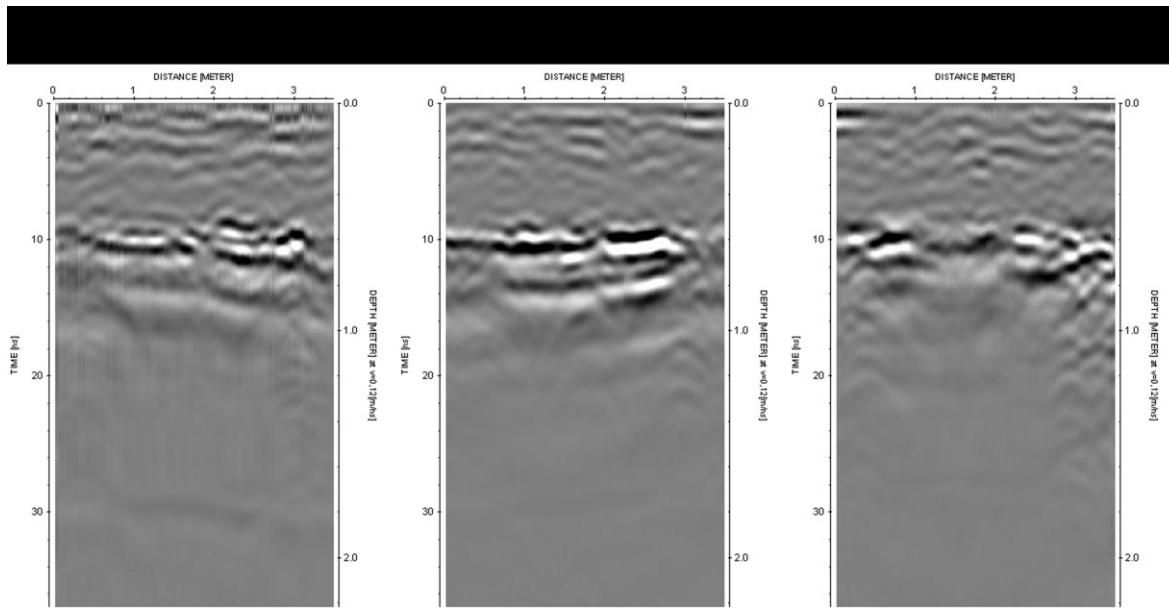 DISTANCE [METER]
0 1 2 3
0
10
20
30
TIME [ns]
0.0
1.0
2.0
DEPTH [METER] at v=0.12[m/ns]
DISTANCE [METER]
0 1 2 3
0
10
20
30
TIME [ns]
0.0
1.0
2.0
DEPTH [METER] at v=0.12[m/ns]
DISTANCE [METER]
0 1 2 3
0
10
20
30
TIME [ns]
0.0
1.0
2.0
DEPTH [METER] at v=0.12[m/ns]